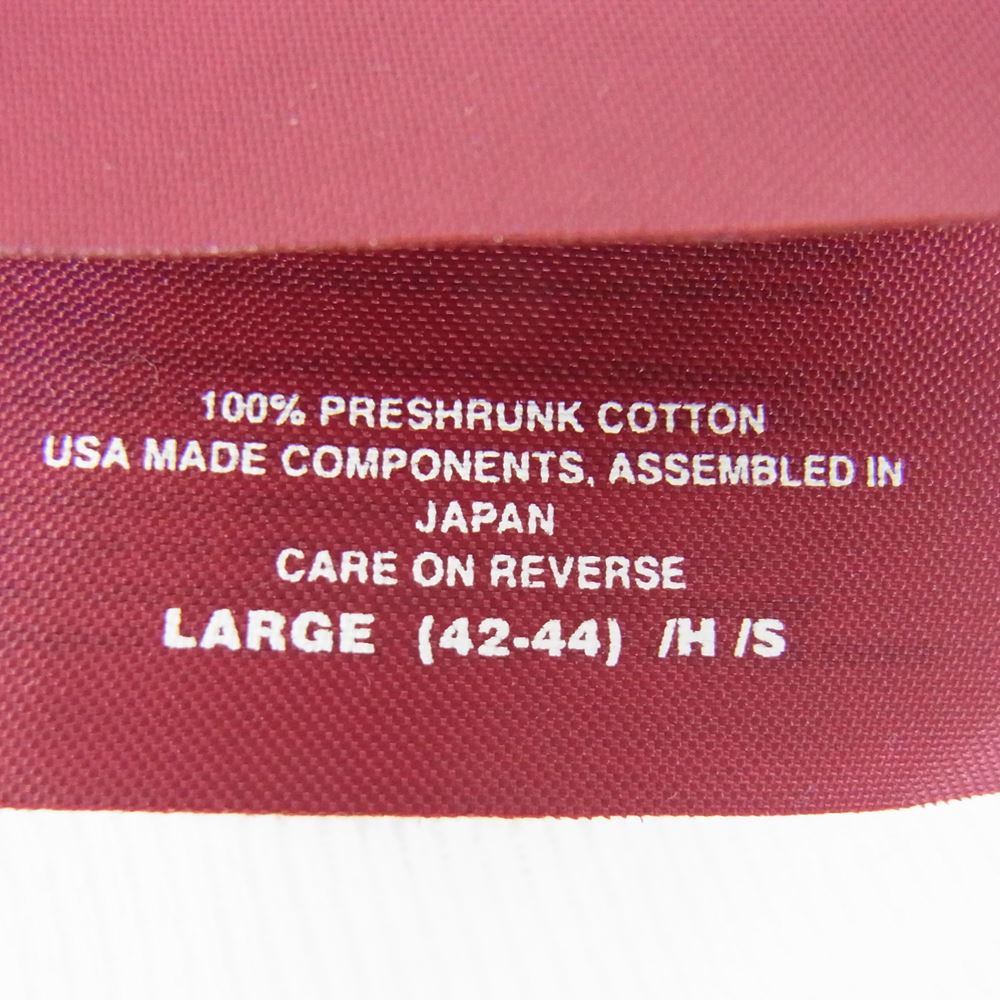 100% PRESHRUNK COTTON
USA MADE COMPONENTS, ASSEMBLED IN
JAPAN
CARE ON REVERSE
LARGE (42-44) /H /S